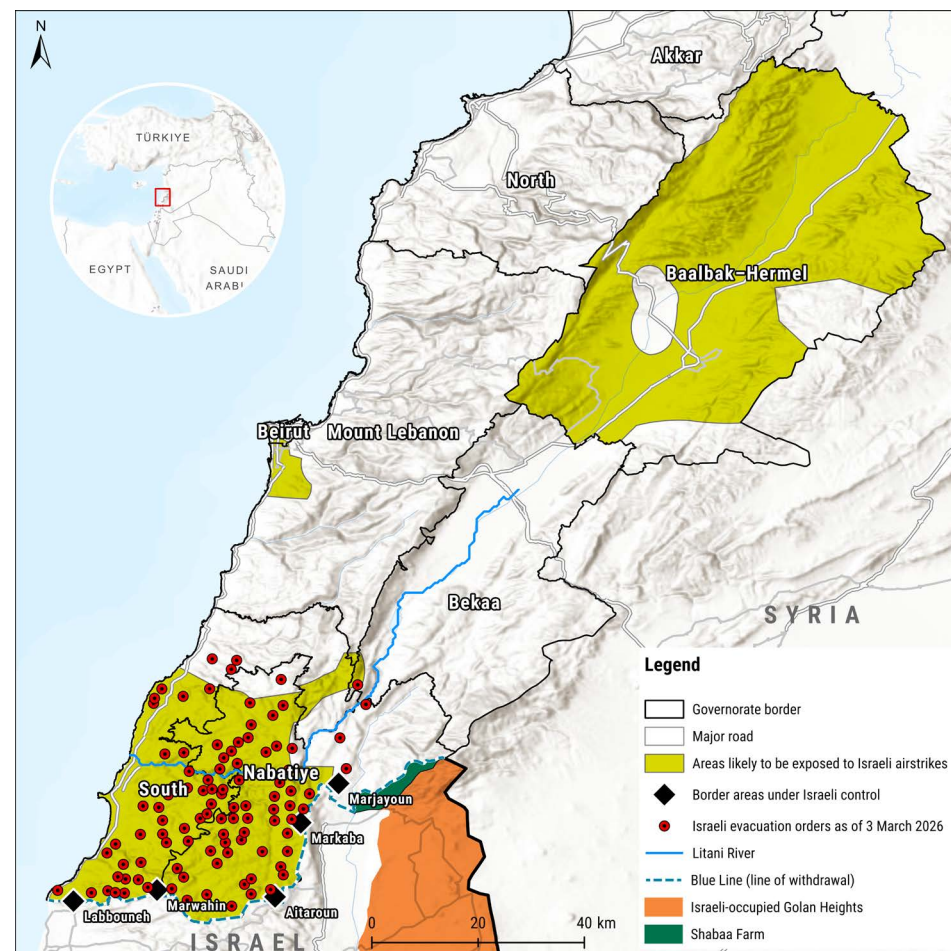 N
TÜRKIYE
EGYPT
SAUDI
ARABI
Akkar
North
Baalbak–Hermel
Beirut
Mount Lebanon
Bekaa
SYRIA
South
Nabatiye
Marjayoun
Markaba
Marwahin
Labbouneh
Aitaroun
ISRAEL
0 20 40 km
Legend
Governorate border
Major road
Areas likely to be exposed to Israeli airstrikes
Border areas under Israeli control
Israeli evacuation orders as of 3 March 2026
Litani River
Blue Line (line of withdrawal)
Israeli-occupied Golan Heights
Shabaa Farm